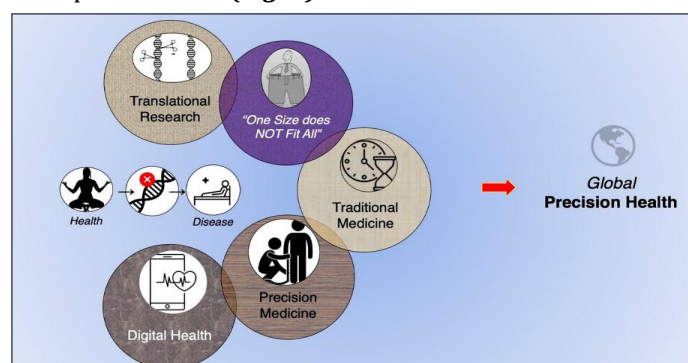 Translational
Research
"One Size does
NOT Fit All"
Traditional
Medicine
Health
Disease
Precision
Medicine
Digital Health
Global
Precision Health